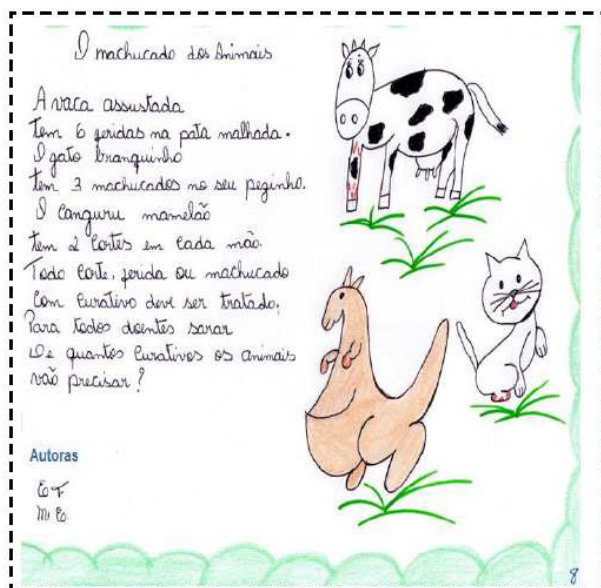 O machucado dos Animais
A vaca assustada
tem 6 feridas na pata malhada.
O gato branquinho
tem 3 machucados no seu pezinho.
O canguru mamelão
tem 2 cortes em cada mão.
Todo corte, ferida ou machucado
Com curativo deve ser tratado.
Para todos doentes sarar
De quantos curativos os animais
vão precisar?
Autoras
E F
M E
8